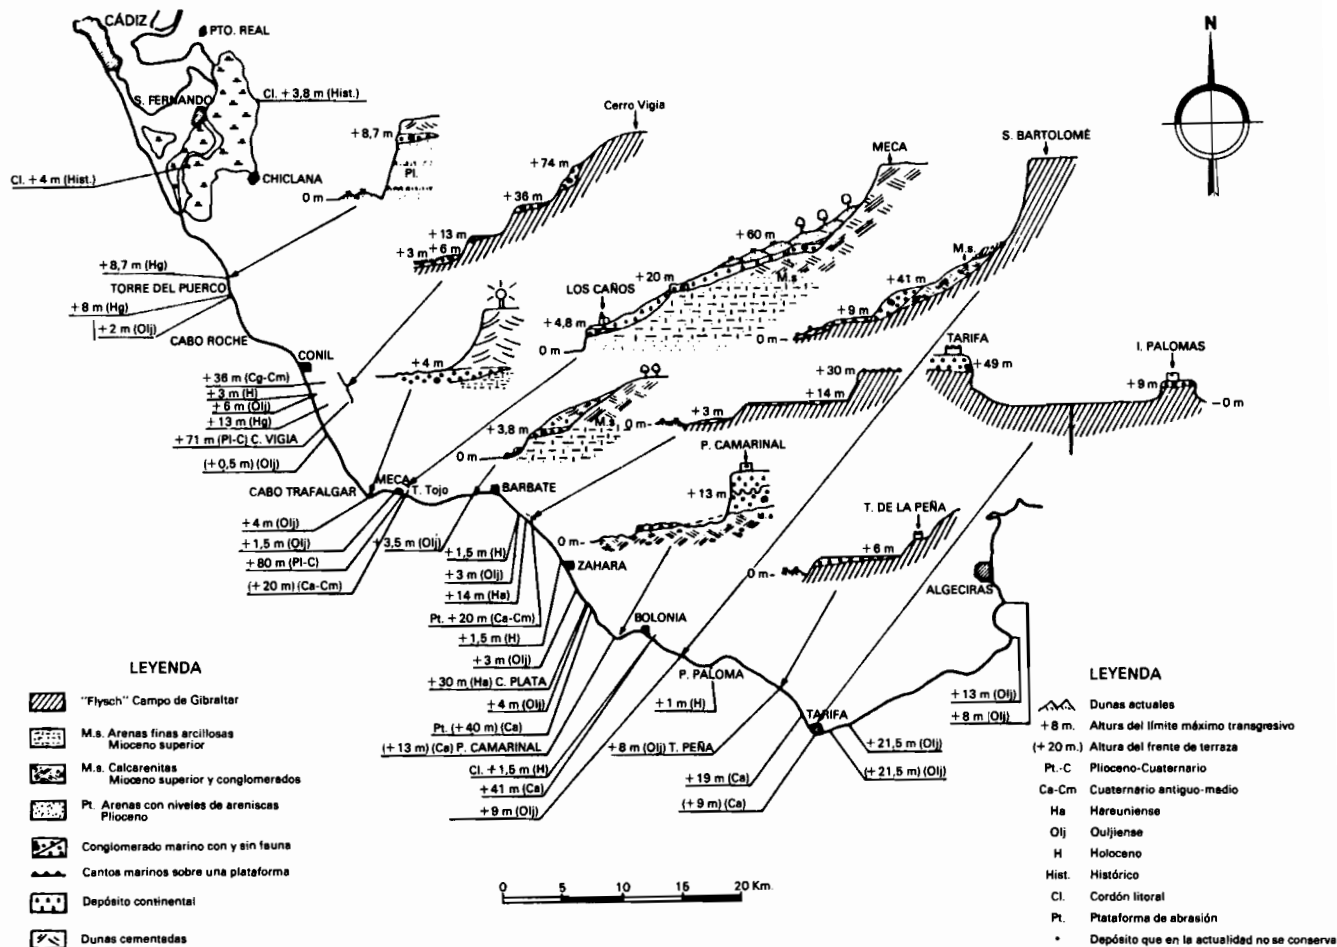 CÁDIZ
PTO. REAL
S. FERNANDO
Cl. + 3,8 m (Hist.)
Cl. + 4 m (Hist.)
CHICLANA
+8,7 m
Pl.
0 m
Cerro Vigia
+74 m
+36 m
+13 m
+6 m
+3 m
MECA
+60 m
M.s.
+20 m
LOS CAÑOS
+4,8 m
0 m
S. BARTOLOMÉ
M.s.
+41 m
+9 m
0 m
N
+8,7 m (Hg)
TORRE DEL PUERCO
+8 m (Hg)
+2 m (Olj)
CABO ROCHE
CONIL
+36 m (Cg-Cm)
+3 m (H)
+6 m (Olj)
+13 m (Hg)
+71 m (Pl-C) C. VIGIA
(+0,5 m) (Olj)
+4 m
+3,8 m
M.s.
0 m
+30 m
+14 m
+3 m
0 m
TARIFA
+49 m
I. PALOMAS
+9 m
0 m
P. CAMARINAL
+13 m
M.s.
0 m
T. DE LA PEÑA
+6 m
0 m
ALGECIRAS
CABO TRAFALGAR
MECA
T. Tojo
BARBATE
+4 m (Olj)
+1,5 m (Olj)
+80 m (Pl-C)
(+20 m) (Ca-Cm)
+3,5 m (Olj)
+1,5 m (H)
+3 m (Olj)
+14 m (Ha)
Pt. +20 m (Ca-Cm)
+1,5 m (H)
+3 m (Olj)
+30 m (Ha) C. PLATA
+4 m (Olj)
Pt. (+40 m) (Ca)
(+13 m) (Ca) P. CAMARINAL
Cl. +1,5 m (H)
+41 m (Ca)
+9 m (Olj)
ZAHARA
BOLONIA
P. PALOMA
+1 m (H)
+8 m (Olj) T. PEÑA
TARIFA
+19 m (Ca)
(+9 m) (Ca)
+21,5 m (Olj)
(+21,5 m) (Olj)
+13 m (Olj)
+8 m (Olj)
LEYENDA
"Flysch" Campo de Gibraltar
M.s. Arenas finas arcillosas
Mioceno superior
M.s. Calcarenitas
Mioceno superior y conglomerados
Pt. Arenas con niveles de areniscas
Plioceno
Conglomerado marino con y sin fauna
Cantos marinos sobre una plataforma
Depósito continental
Dunas cementadas
0 5 10 15 20 Km.
LEYENDA
Dunas actuales
+8 m. Altura del límite máximo transgresivo
(+20 m.) Altura del frente de terraza
Pt.-C Plioceno-Cuaternario
Ca-Cm Cuaternario antiguo-medio
Ha Hareuniense
Olj Ouljiense
H Holoceno
Hist. Histórico
Cl. Cordón litoral
Pt. Plataforma de abrasión
• Depósito que en la actualidad no se conserva